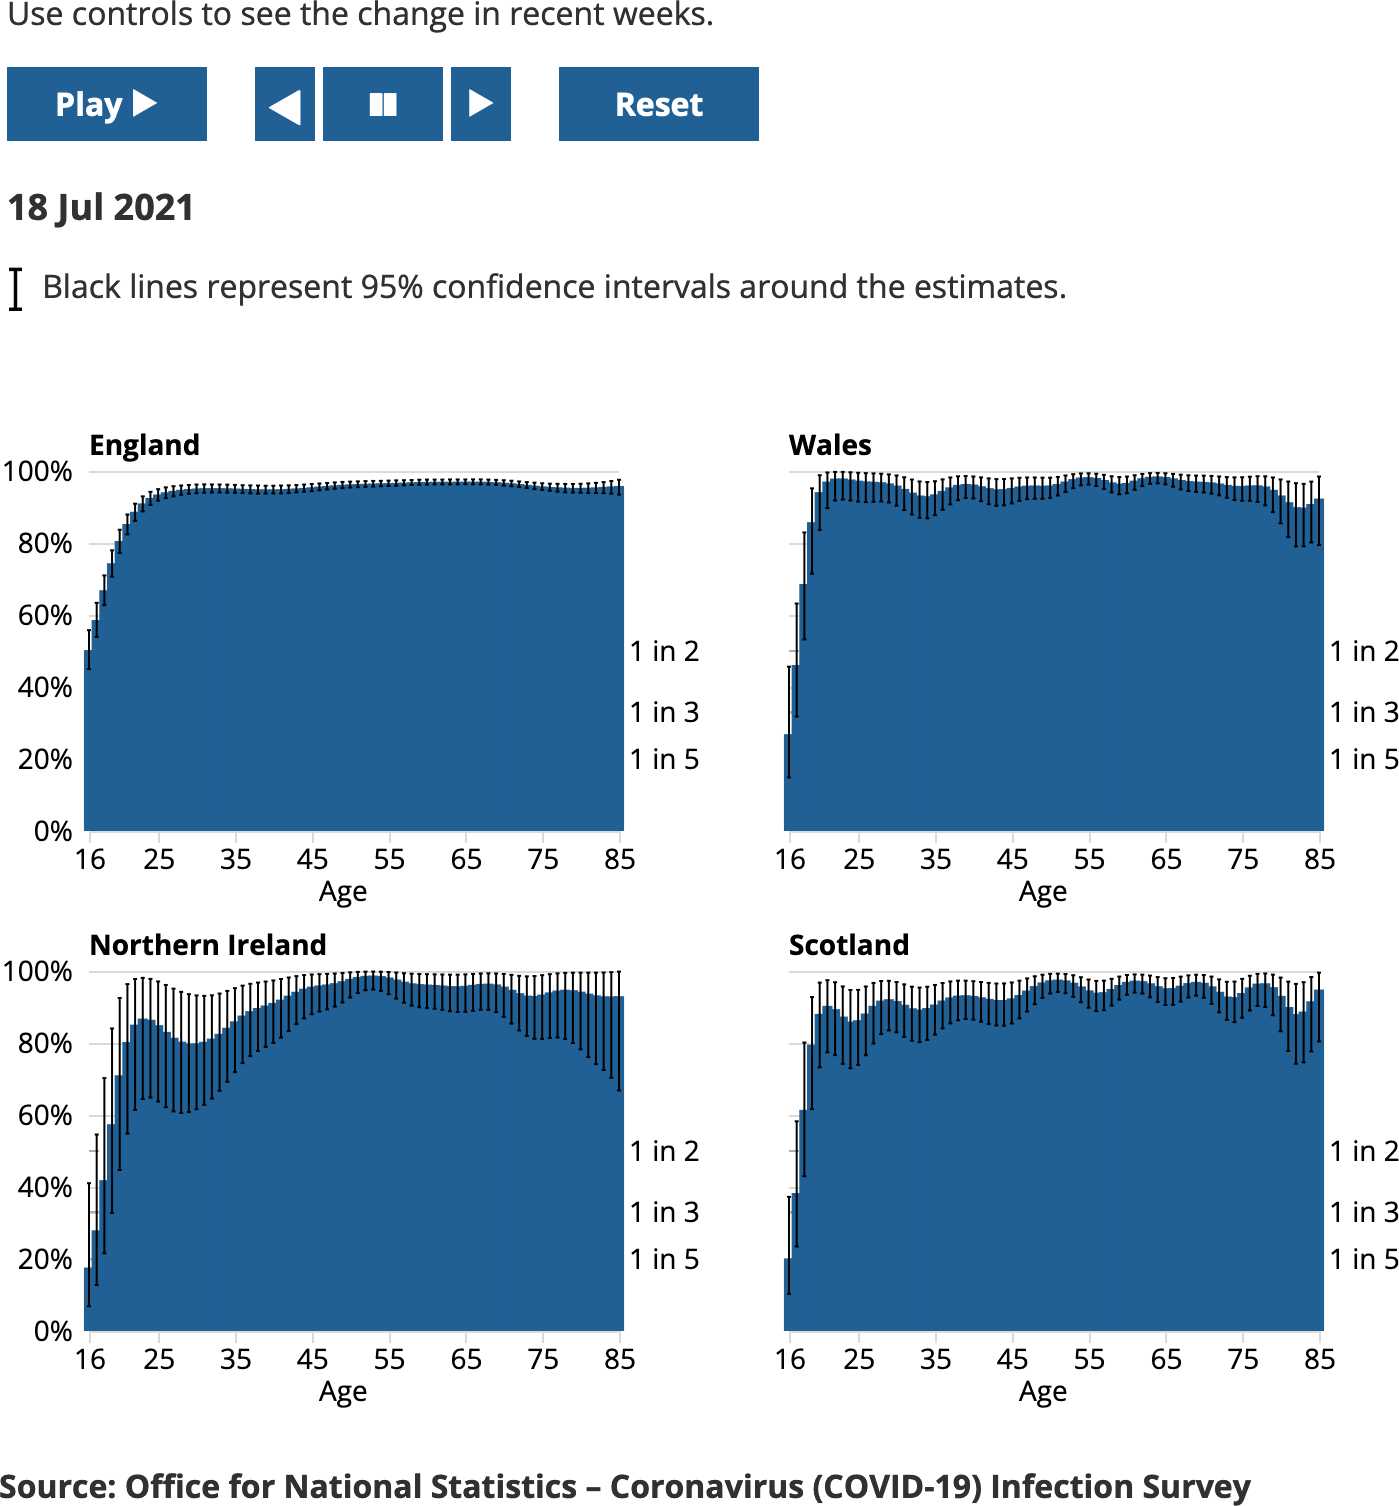 Use controls to see the change in recent weeks.
Play
Reset
18 Jul 2021
Black lines represent 95% confidence intervals around the estimates.
England
100%
80%
60%
40%
20%
0%
1 in 2
1 in 3
1 in 5
16 25 35 45 55 65 75 85
Age
Wales
1 in 2
1 in 3
1 in 5
16 25 35 45 55 65 75 85
Age
Northern Ireland
100%
80%
60%
40%
20%
0%
1 in 2
1 in 3
1 in 5
16 25 35 45 55 65 75 85
Age
Scotland
1 in 2
1 in 3
1 in 5
16 25 35 45 55 65 75 85
Age
Source: Office for National Statistics – Coronavirus (COVID-19) Infection Survey